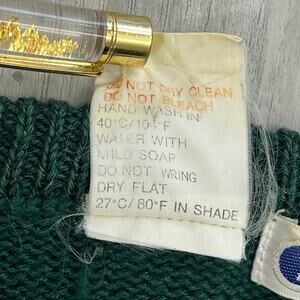 DO NOT DRY CLEAN
DO NOT BLEACH
HAND WASH IN
40°C/104°F
WATER WITH
MILD SOAP
DO NOT WRING
DRY FLAT
27°C/80°F IN SHADE